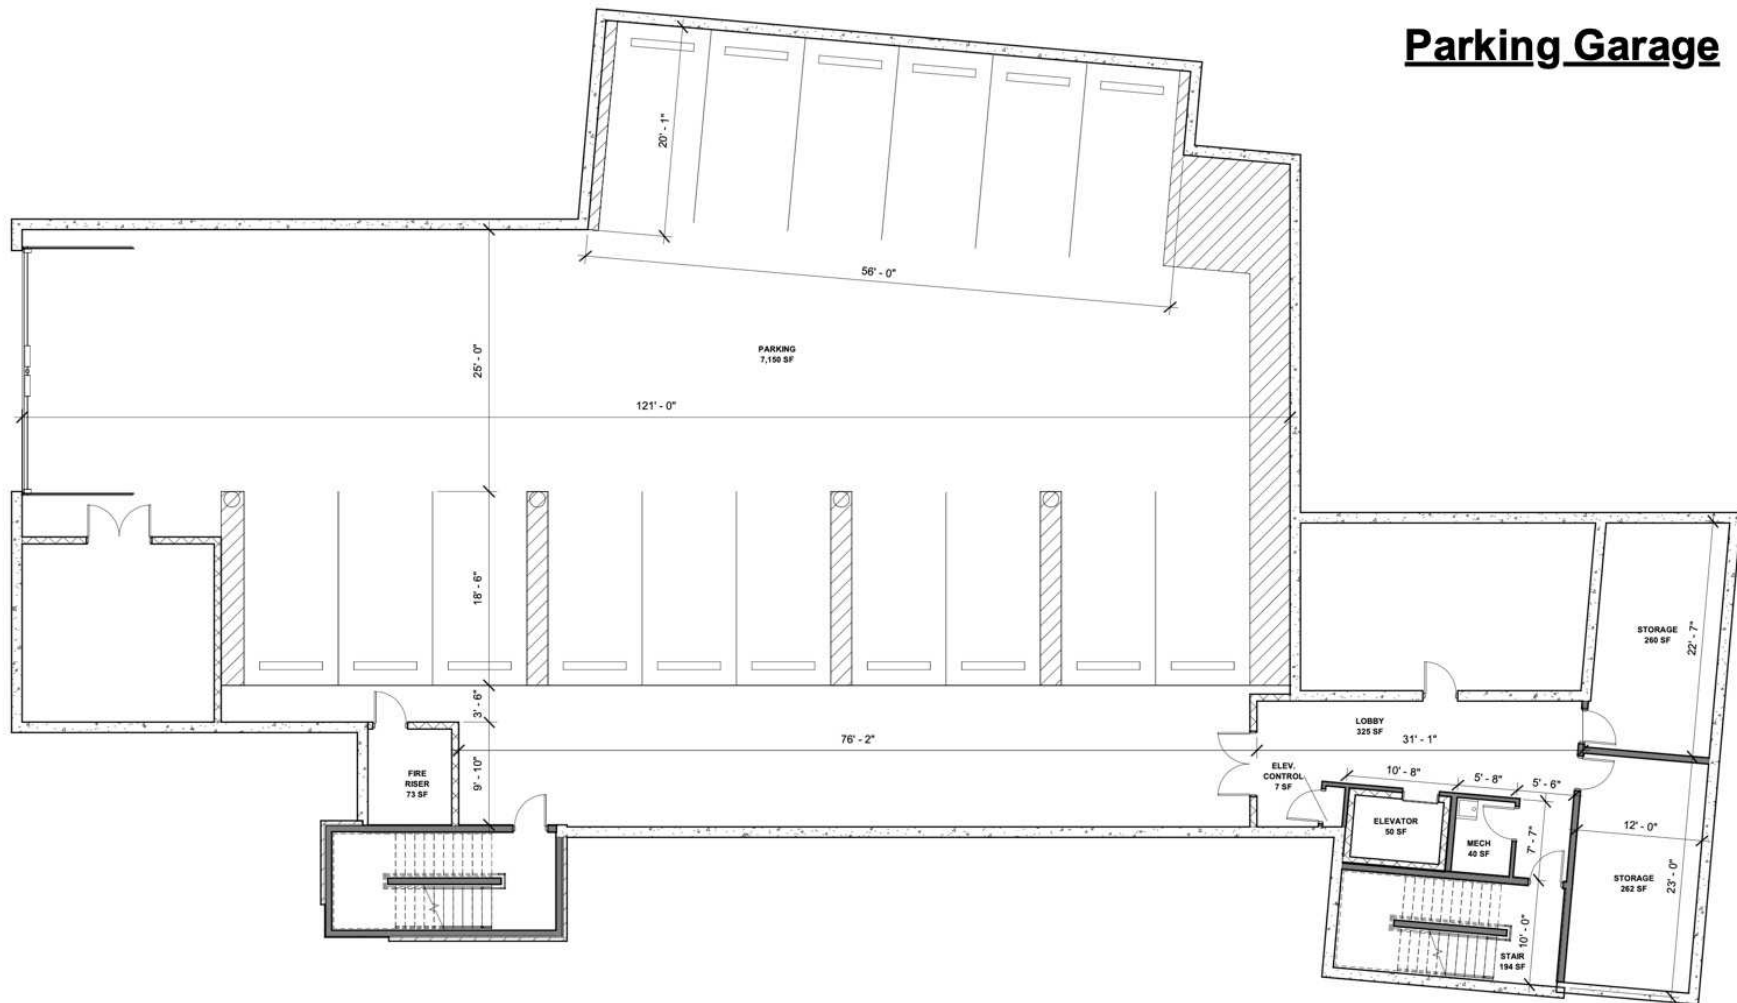 Parking Garage
20' - 1"
56' - 0"
25' - 0"
PARKING
7,150 SF
121' - 0"
18' - 6"
3' - 6"
9' - 10"
76' - 2"
FIRE
RISER
73 SF
LOBBY
325 SF
31' - 1"
STORAGE
260 SF
22' - 7"
ELEV.
CONTROL
7 SF
10' - 8"
5' - 8"
5' - 6"
ELEVATOR
50 SF
MECH
40 SF
7' - 7"
12' - 0"
STORAGE
262 SF
23' - 0"
10' - 0"
STAIR
194 SF